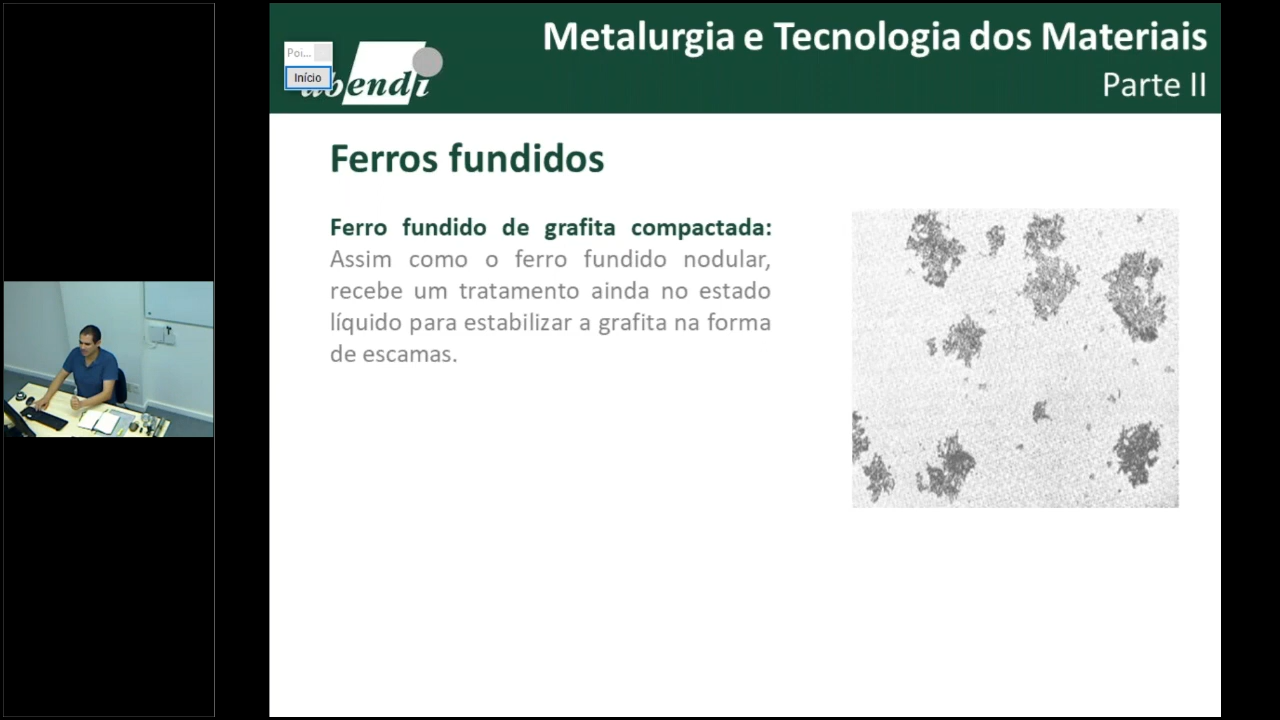 Metalurgia e Tecnologia dos Materiais
Parte II
Poi...
Início
abendi
Ferros fundidos
Ferro fundido de grafita compactada:
Assim como o ferro fundido nodular,
recebe um tratamento ainda no estado
líquido para estabilizar a grafita na forma
de escamas.